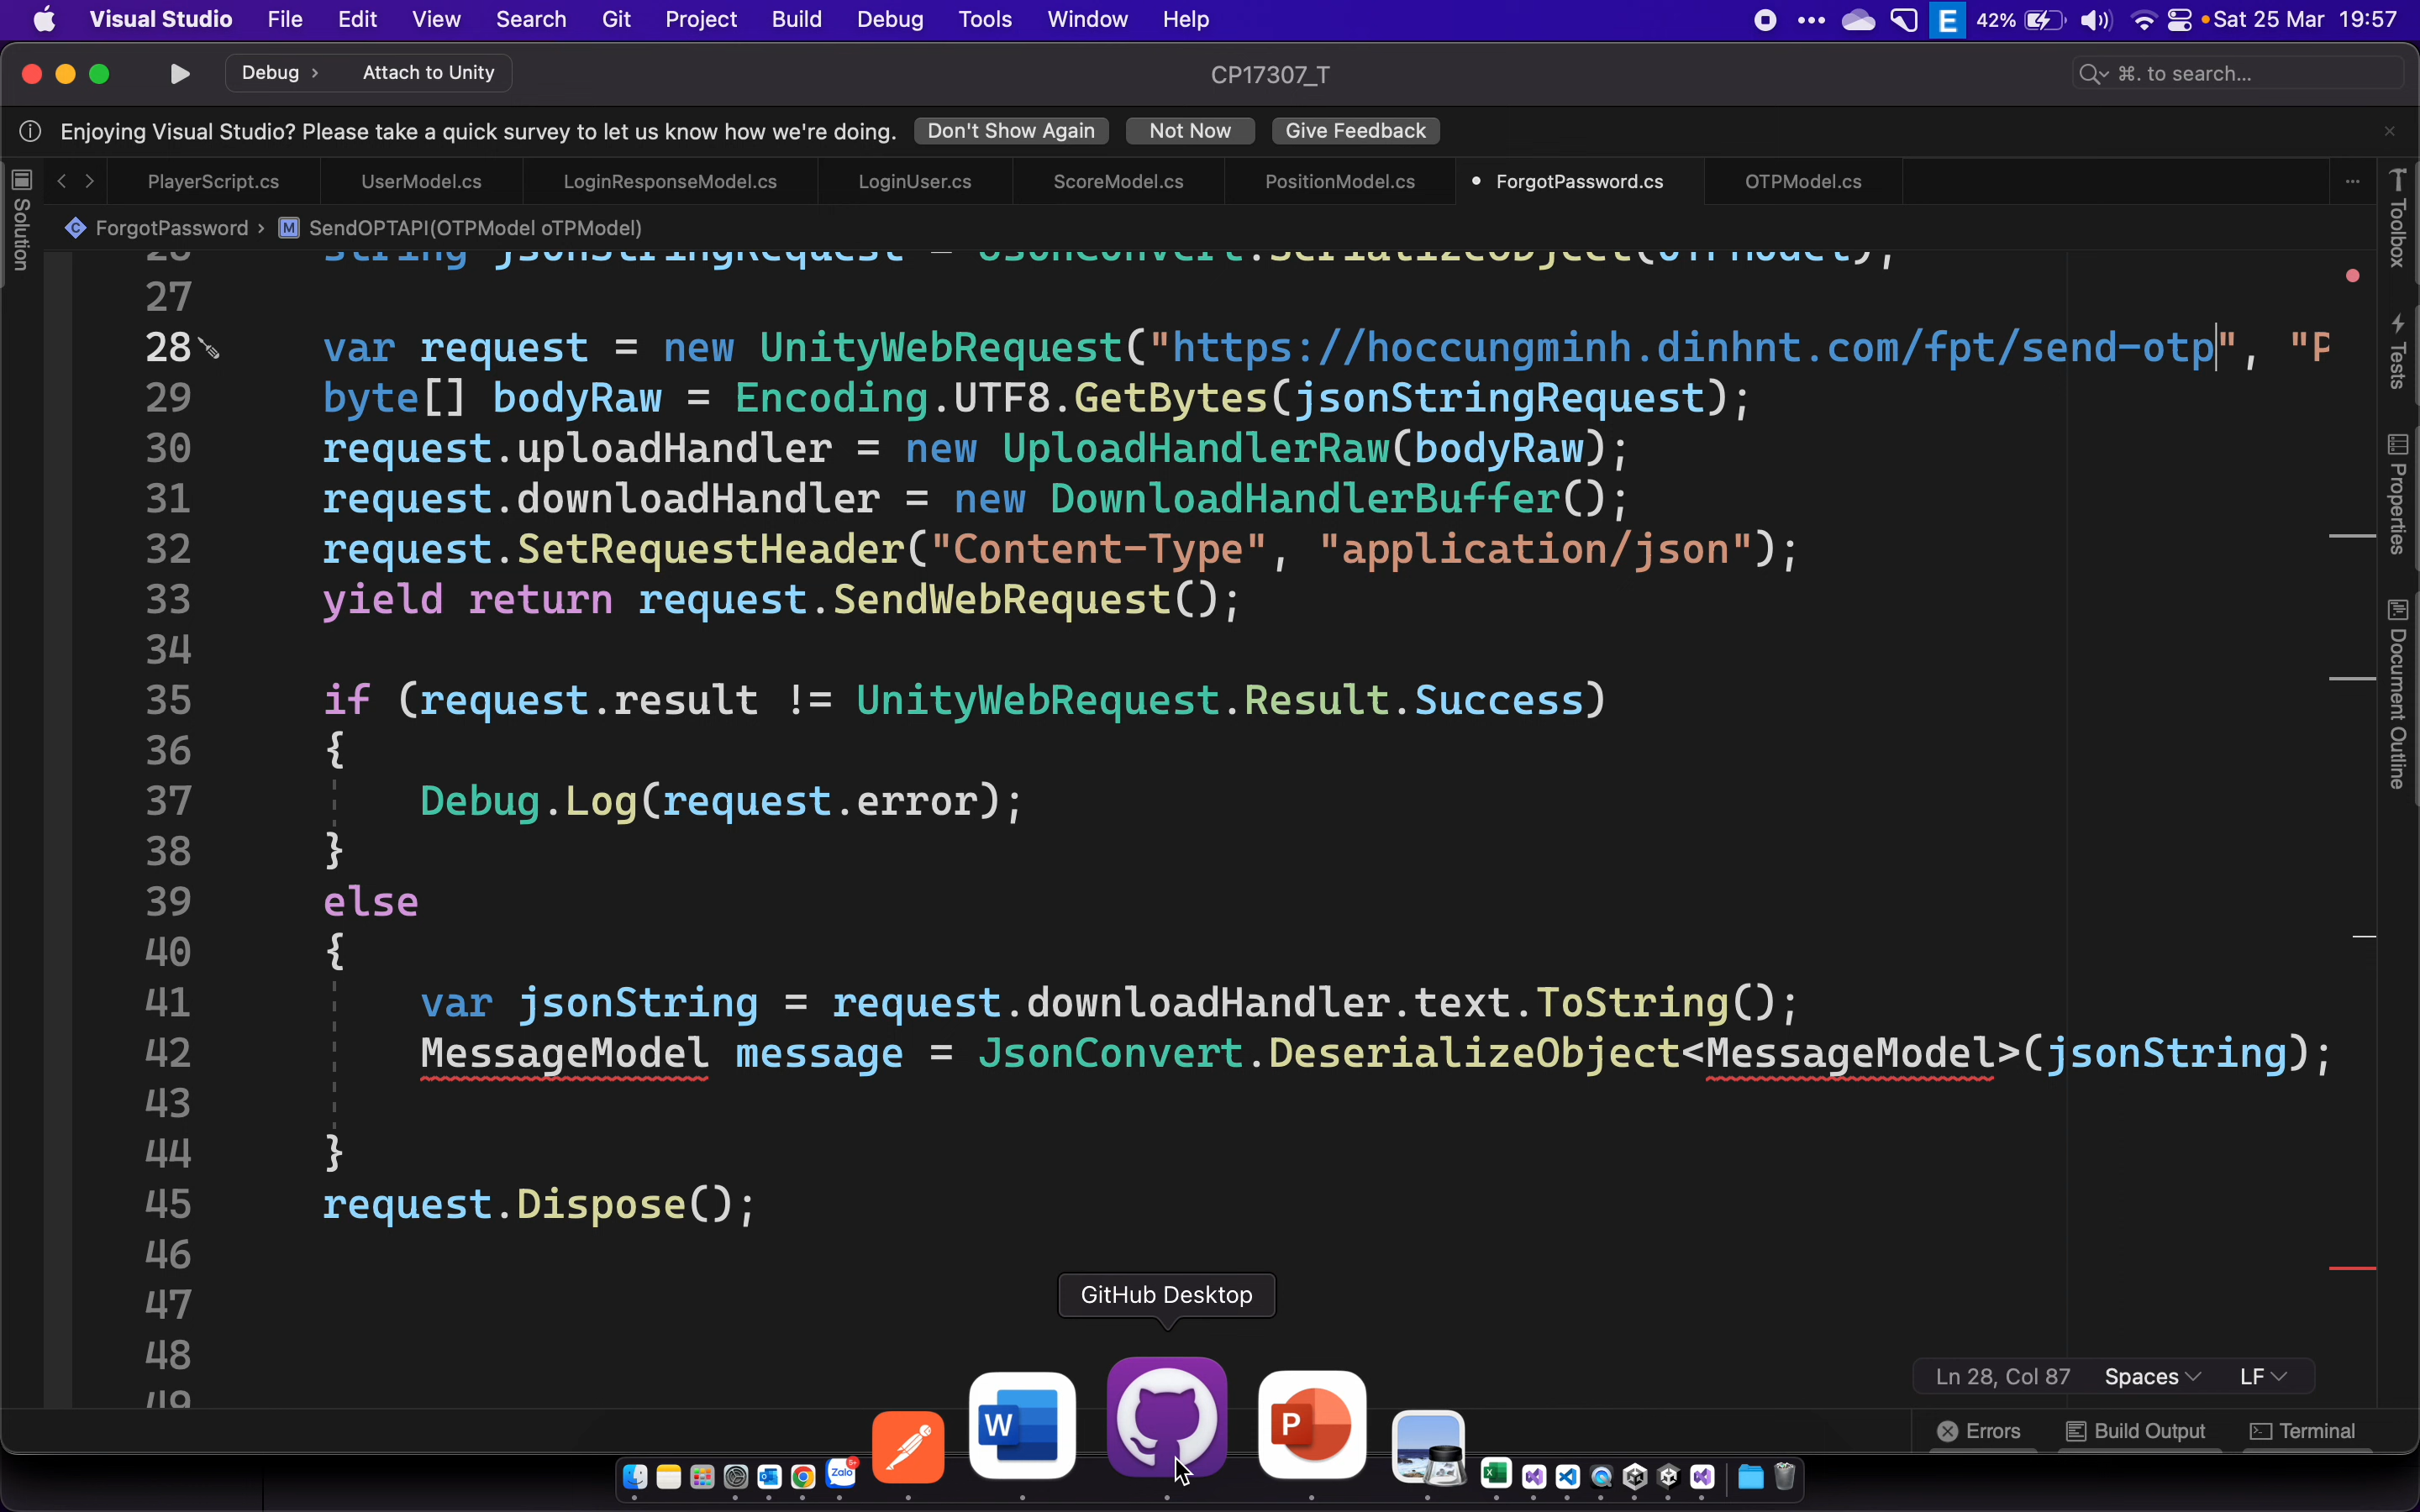 Visual Studio File Edit View Search Git Project Build Debug Tools Window Help E 42% Sat 25 Mar 19:57
Debug › Attach to Unity CP17307_T ⌘. to search...
Enjoying Visual Studio? Please take a quick survey to let us know how we're doing. Don't Show Again Not Now Give Feedback
PlayerScript.cs UserModel.cs LoginResponseModel.cs LoginUser.cs ScoreModel.cs PositionModel.cs ForgotPassword.cs OTPModel.cs
ForgotPassword › M SendOPTAPI(OTPModel oTPModel)
Solution
Toolbox
Tests
Properties
Document Outline
26 string jsonStringRequest = JsonConvert.SerializeObject(oTPModel);
27
28 var request = new UnityWebRequest("https://hoccungminh.dinhnt.com/fpt/send-otp", "P
29 byte[] bodyRaw = Encoding.UTF8.GetBytes(jsonStringRequest);
30 request.uploadHandler = new UploadHandlerRaw(bodyRaw);
31 request.downloadHandler = new DownloadHandlerBuffer();
32 request.SetRequestHeader("Content-Type", "application/json");
33 yield return request.SendWebRequest();
34
35 if (request.result != UnityWebRequest.Result.Success)
36 {
37 Debug.Log(request.error);
38 }
39 else
40 {
41 var jsonString = request.downloadHandler.text.ToString();
42 MessageModel message = JsonConvert.DeserializeObject<MessageModel>(jsonString);
43
44 }
45 request.Dispose();
46
47
48
49
GitHub Desktop
Ln 28, Col 87 Spaces LF
Errors Build Output Terminal
W P
Zalo